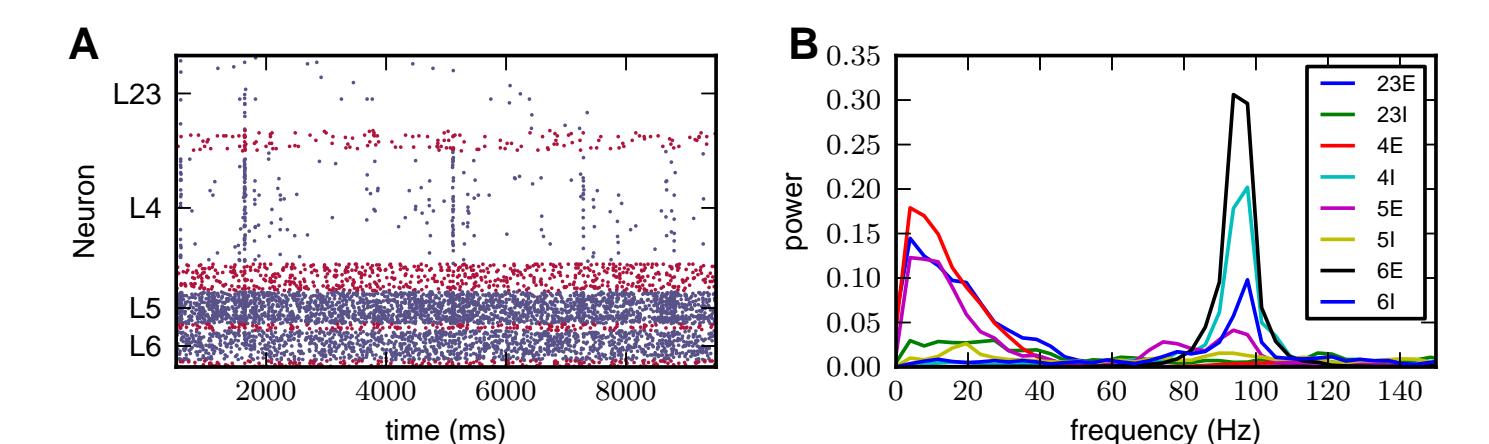 A
Neuron
L23
L4
L5
L6
2000 4000 6000 8000
time (ms)
B
power
0.35
0.30
0.25
0.20
0.15
0.10
0.05
0.00
0 20 40 60 80 100 120 140
frequency (Hz)
23E
23I
4E
4I
5E
5I
6E
6I